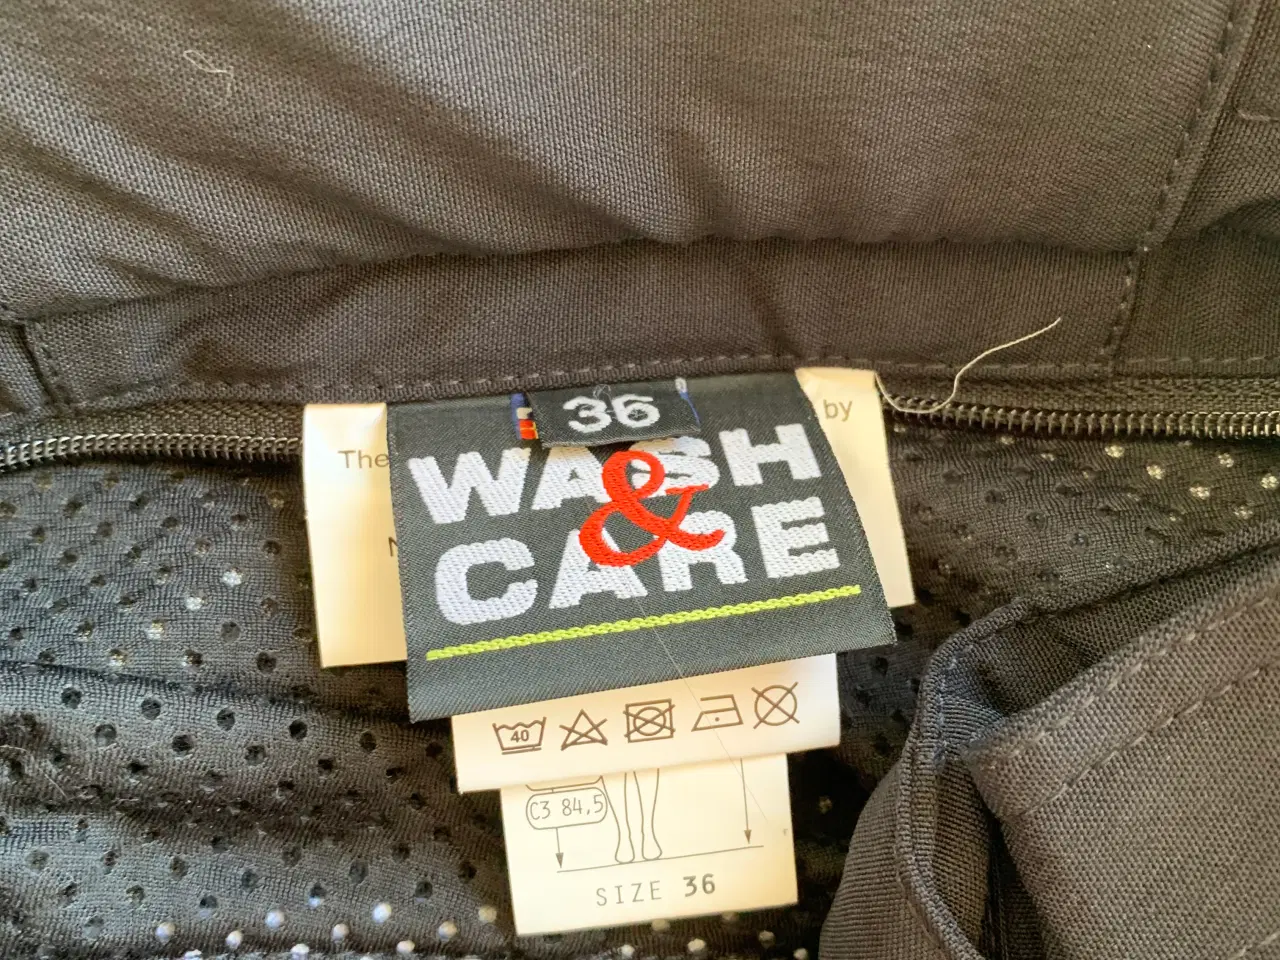 36
The
by
WASH
&
CARE
40
C3 84,5
SIZE 36